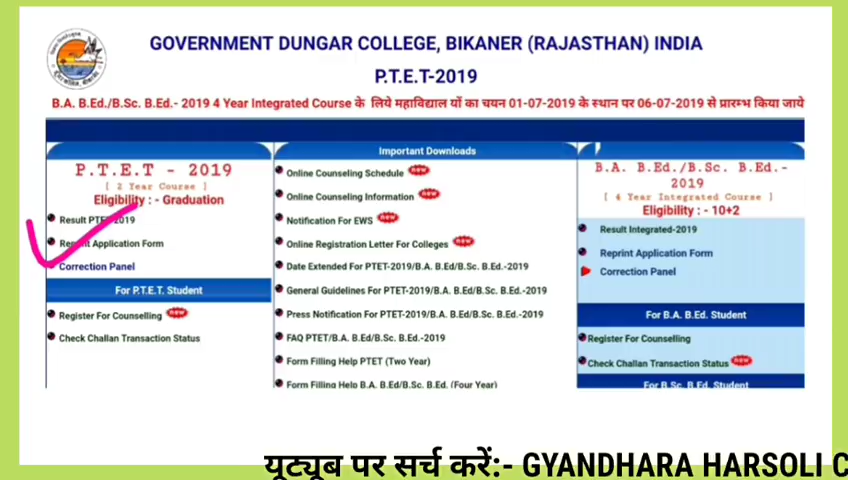 GOVERNMENT DUNGAR COLLEGE, BIKANER (RAJASTHAN) INDIA
P.T.E.T-2019
B.A. B.Ed./B.Sc. B.Ed.- 2019 4 Year Integrated Course के लिये महाविद्याल यों का चयन 01-07-2019 के स्थान पर 06-07-2019 से प्रारम्भ किया जाये
P.T.E.T - 2019
[ 2 Year Course ]
Eligibility : - Graduation
Result PTET-2019
Reprint Application Form
Correction Panel
For P.T.E.T. Student
Register For Counselling new
Check Challan Transaction Status
Important Downloads
Online Counseling Schedule new
Online Counseling Information new
Notification For EWS new
Online Registration Letter For Colleges new
Date Extended For PTET-2019/B.A. B.Ed/B.Sc. B.Ed.-2019
General Guidelines For PTET-2019/B.A. B.Ed/B.Sc. B.Ed.-2019
Press Notification For PTET-2019/B.A. B.Ed/B.Sc. B.Ed.-2019
FAQ PTET/B.A. B.Ed/B.Sc. B.Ed.-2019
Form Filling Help PTET (Two Year)
Form Filling Help B.A. B.Ed/B.Sc. B.Ed. (Four Year)
B.A. B.Ed./B.Sc. B.Ed.-
2019
[ 4 Year Integrated Course ]
Eligibility : - 10+2
Result Integrated-2019
Reprint Application Form
Correction Panel
For B.A. B.Ed. Student
Register For Counselling
Check Challan Transaction Status new
For B.Sc. B.Ed. Student
यूट्यूब पर सर्च करें:- GYANDHARA HARSOLI C